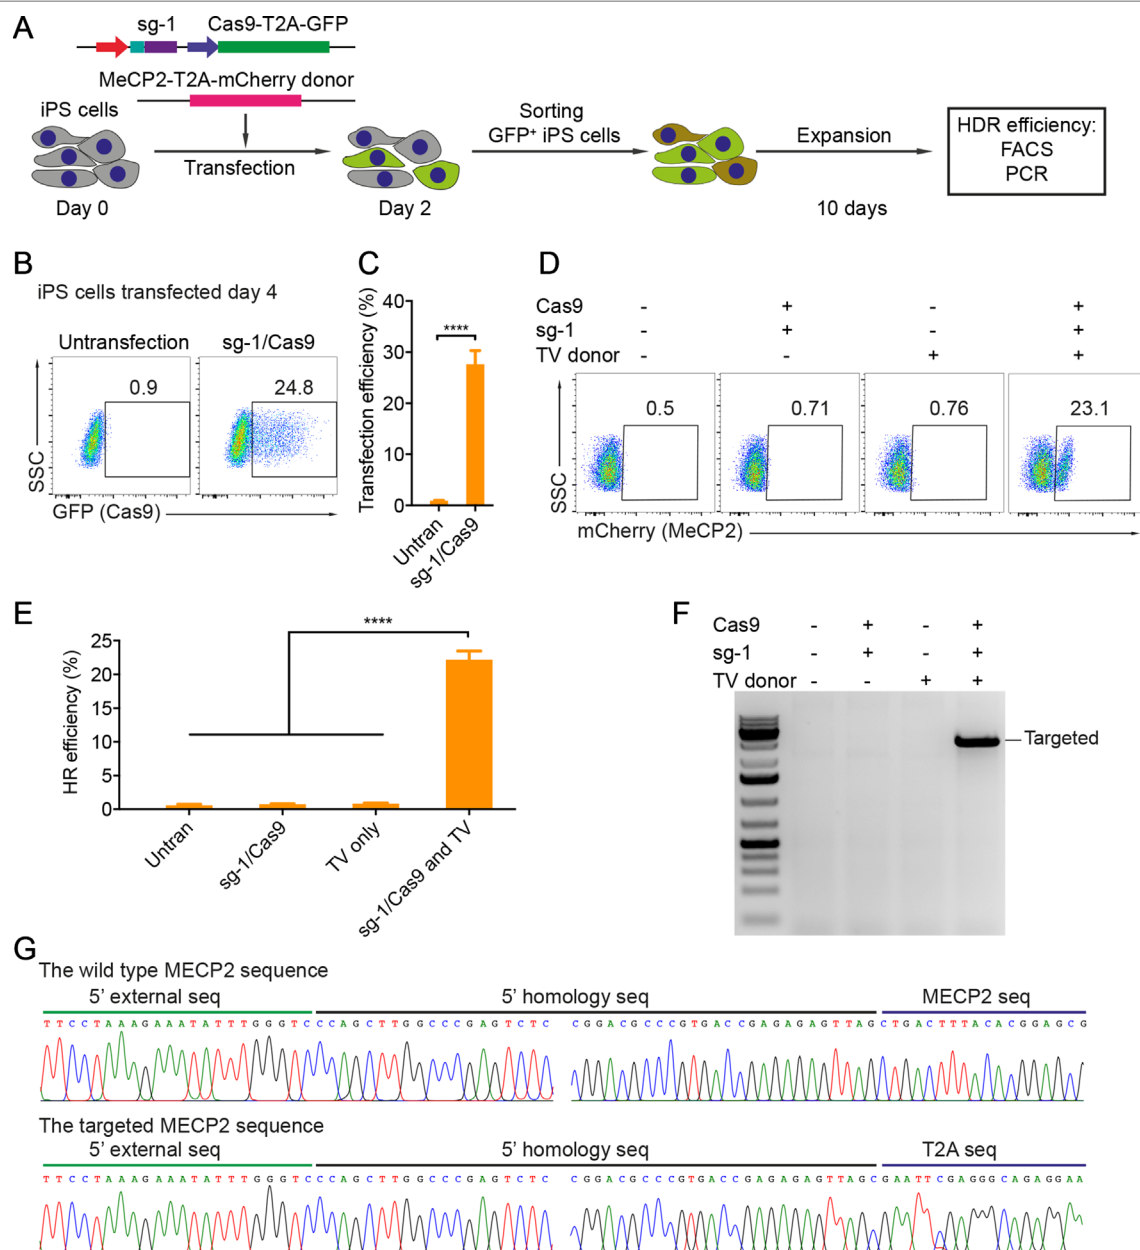 A
sg-1 Cas9-T2A-GFP
MeCP2-T2A-mCherry donor
iPS cells
Transfection
Sorting
GFP⁺ iPS cells
Expansion
HDR efficiency:
FACS
PCR
Day 0
Day 2
10 days
B
iPS cells transfected day 4
Untransfection
sg-1/Cas9
0.9
24.8
SSC
GFP (Cas9)
C
Transfection efficiency (%)
40
30
20
10
0
****
Untran
sg-1/Cas9
D
Cas9 - + - +
sg-1 - + - +
TV donor - - + +
0.5
0.71
0.76
23.1
SSC
mCherry (MeCP2)
E
HR efficiency (%)
25
20
15
10
5
0
****
Untran
sg-1/Cas9
TV only
sg-1/Cas9 and TV
F
Cas9 - + - +
sg-1 - + - +
TV donor - - + +
Targeted
G
The wild type MECP2 sequence
5’ external seq 5’ homology seq MECP2 seq
TTCCTAAAGAAATATTTGGGTCCCAGCTTGGCCCGAGTCTC CGGACGCCCGTGACCGAGAGAGTTAGCTGACTTTACACGGAGCG
The targeted MECP2 sequence
5’ external seq 5’ homology seq T2A seq
TTCCTAAAGAAATATTTGGGTCCCAGCTTGGCCCGAGTCTC CGGACGCCCGTGACCGAGAGAGTTAGCGAATTCGAGGGCAGAGGAA